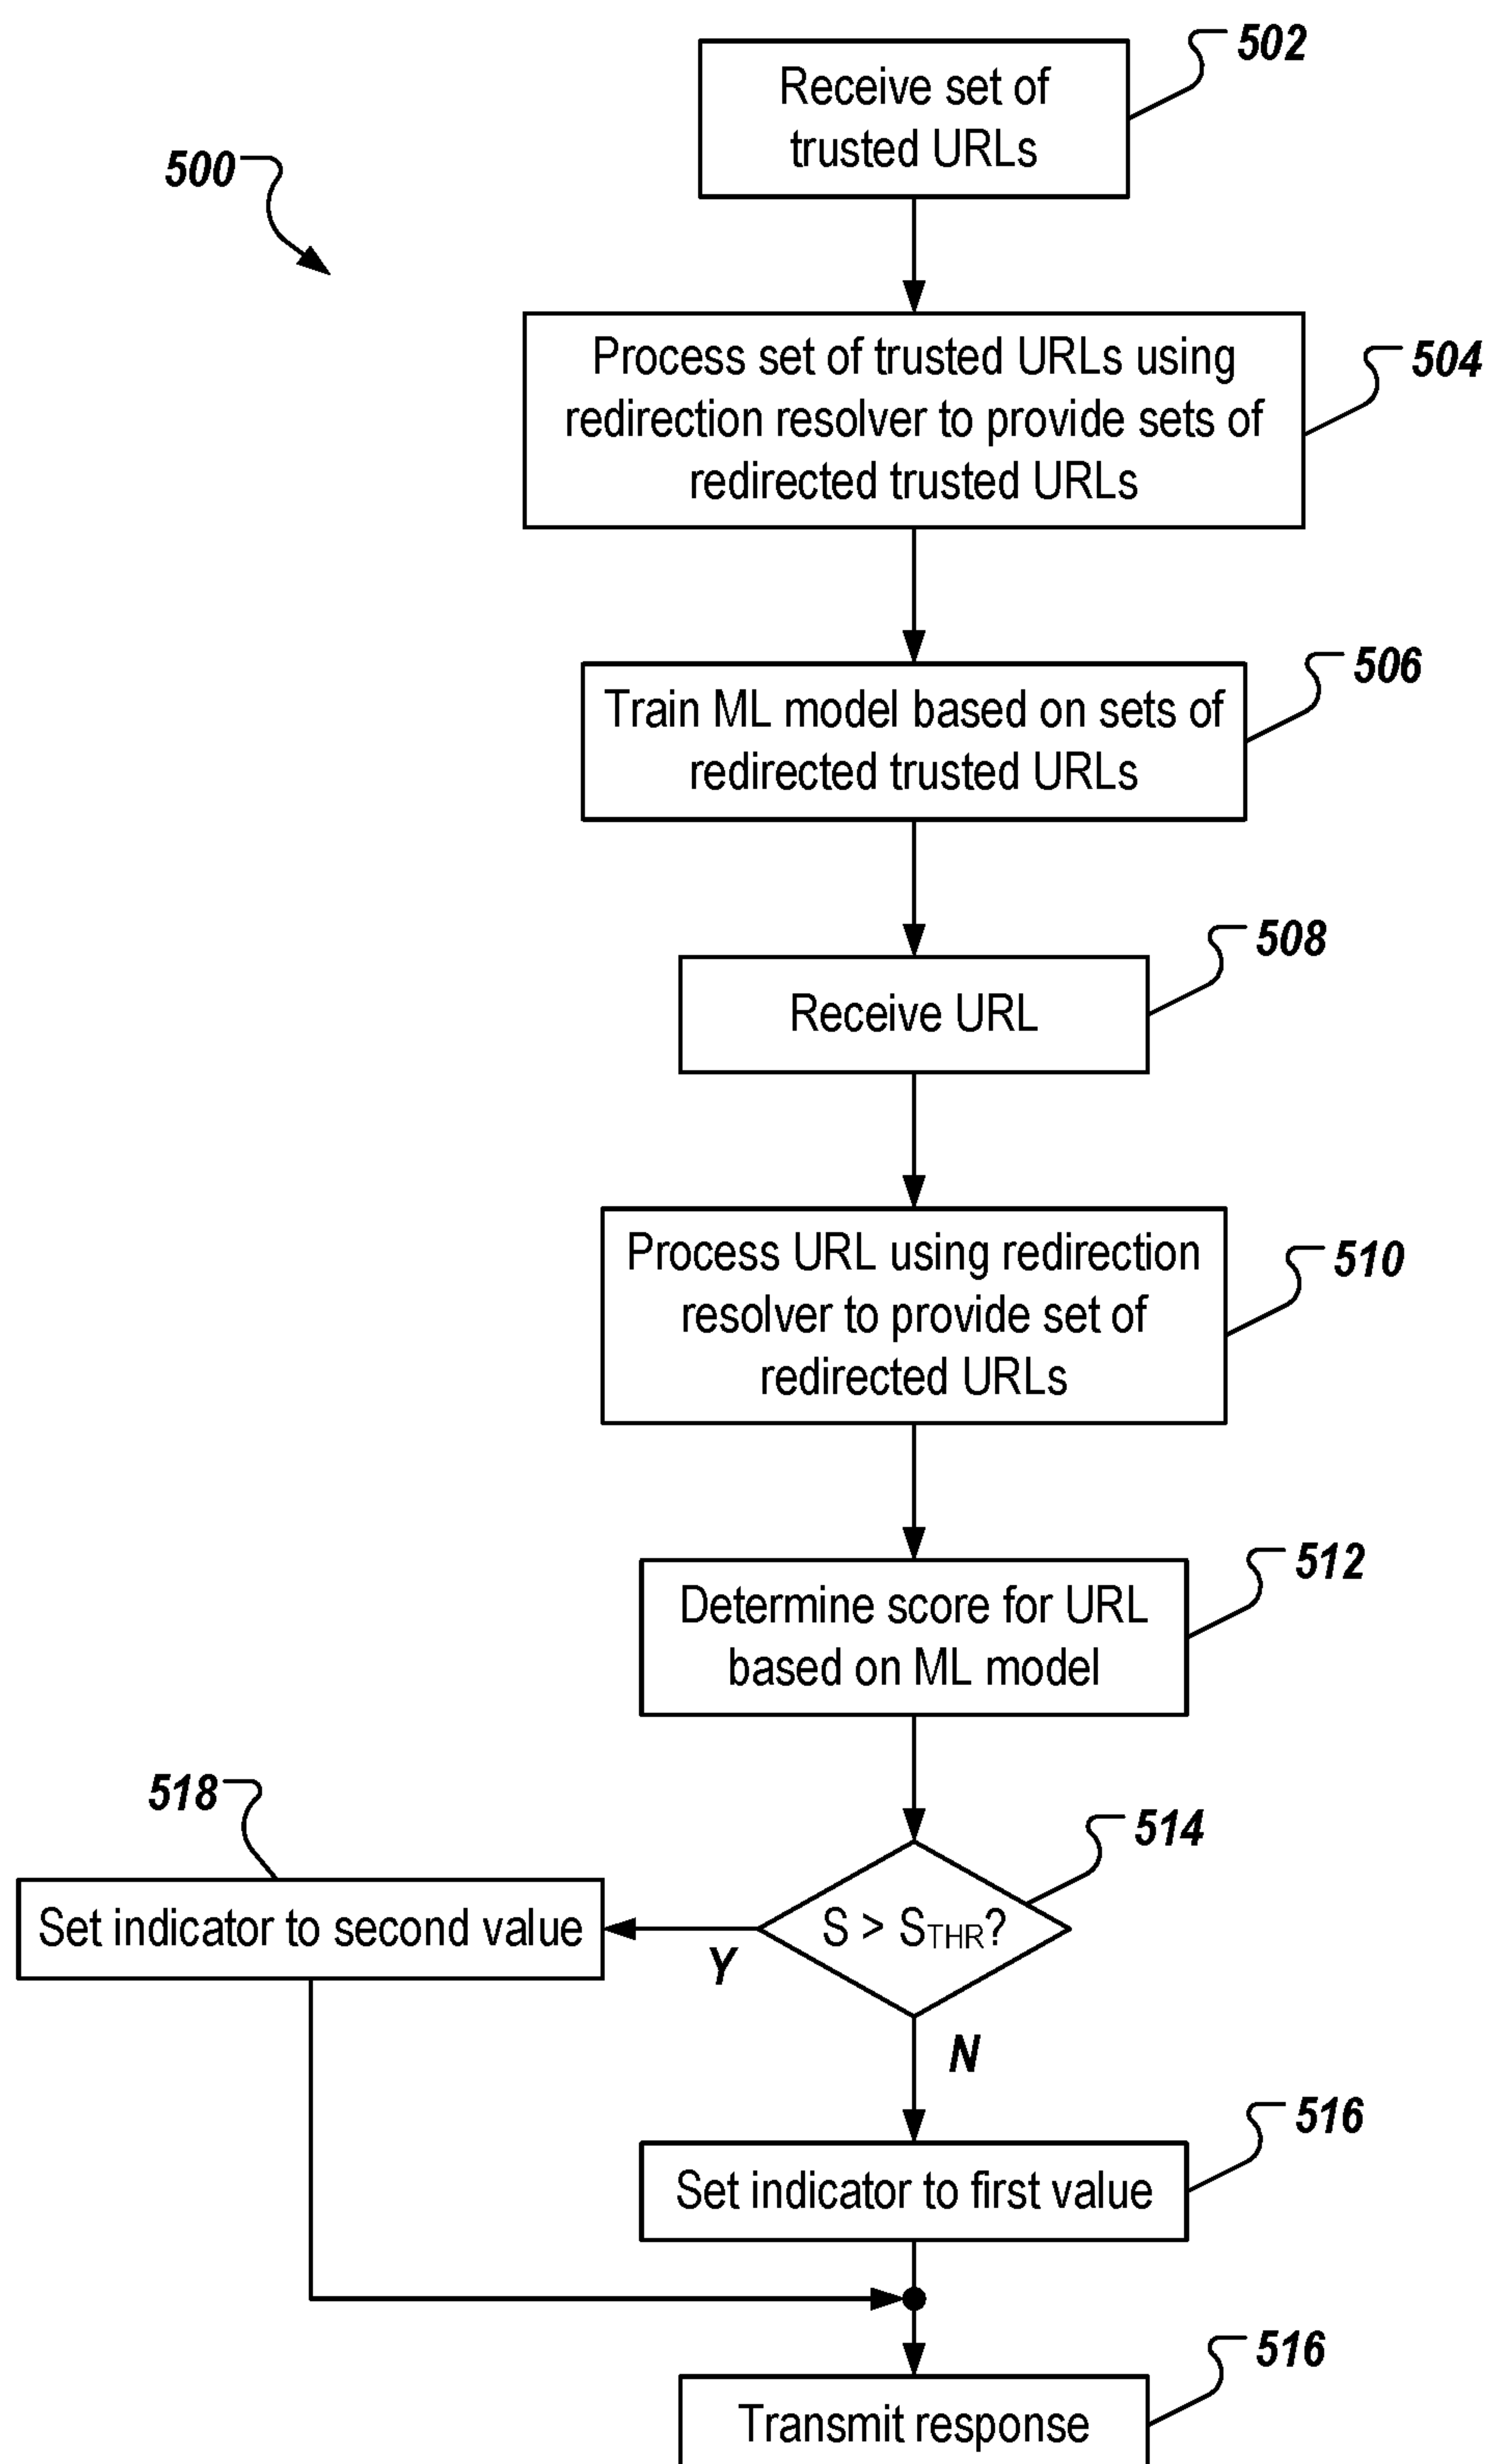 502
Receive set of
trusted URLs
500
504
Process set of trusted URLs using
redirection resolver to provide sets of
redirected trusted URLs
506
Train ML model based on sets of
redirected trusted URLs
508
Receive URL
510
Process URL using redirection
resolver to provide set of
redirected URLs
512
Determine score for URL
based on ML model
518
514
Set indicator to second value
S > STHR?
Y
N
516
Set indicator to first value
516
Transmit response